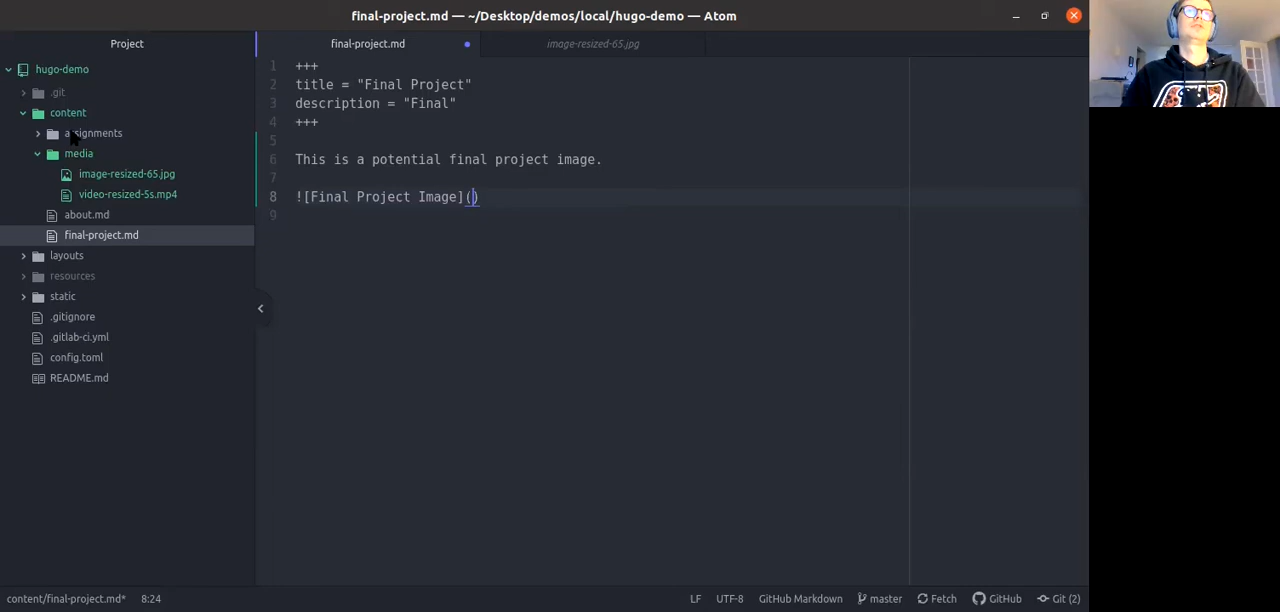 final-project.md — ~/Desktop/demos/local/hugo-demo — Atom
Project
final-project.md
image-resized-65.jpg
hugo-demo
.git
content
assignments
media
image-resized-65.jpg
video-resized-5s.mp4
about.md
final-project.md
layouts
resources
static
.gitignore
.gitlab-ci.yml
config.toml
README.md
1 +++
2 title = "Final Project"
3 description = "Final"
4 +++
5
6 This is a potential final project image.
7
8 ![Final Project Image]()
9
content/final-project.md* 8:24 LF UTF-8 GitHub Markdown master Fetch GitHub Git (2)